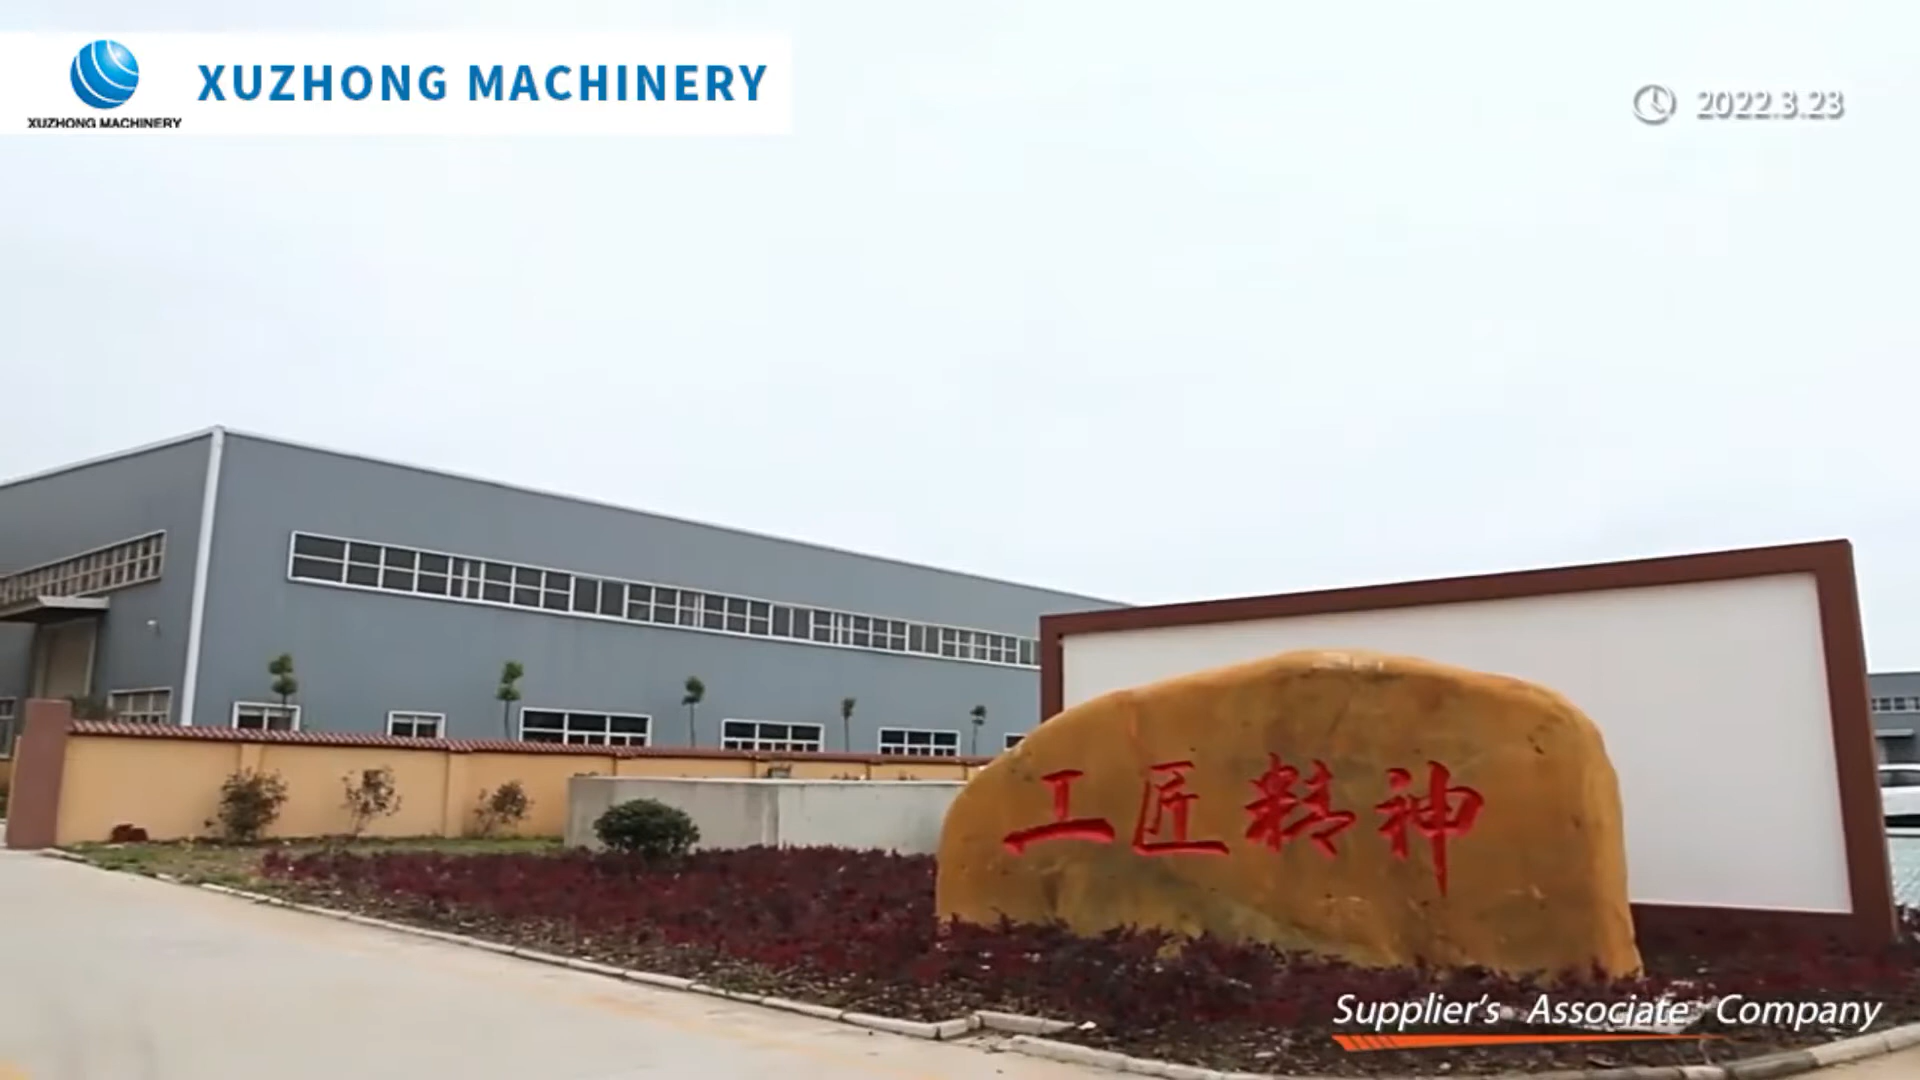 XUZHONG MACHINERY
XUZHONG MACHINERY
2022.3.23
工匠精神
Supplier's Associate Company